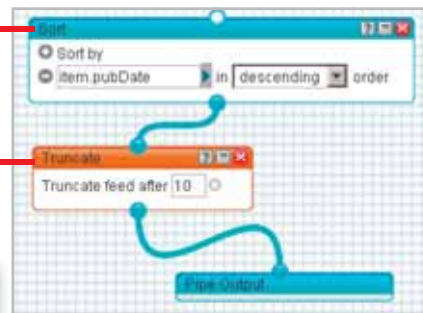 Sort
Sort by
item.pubDate in descending order
Truncate
Truncate feed after 10
Pipe Output